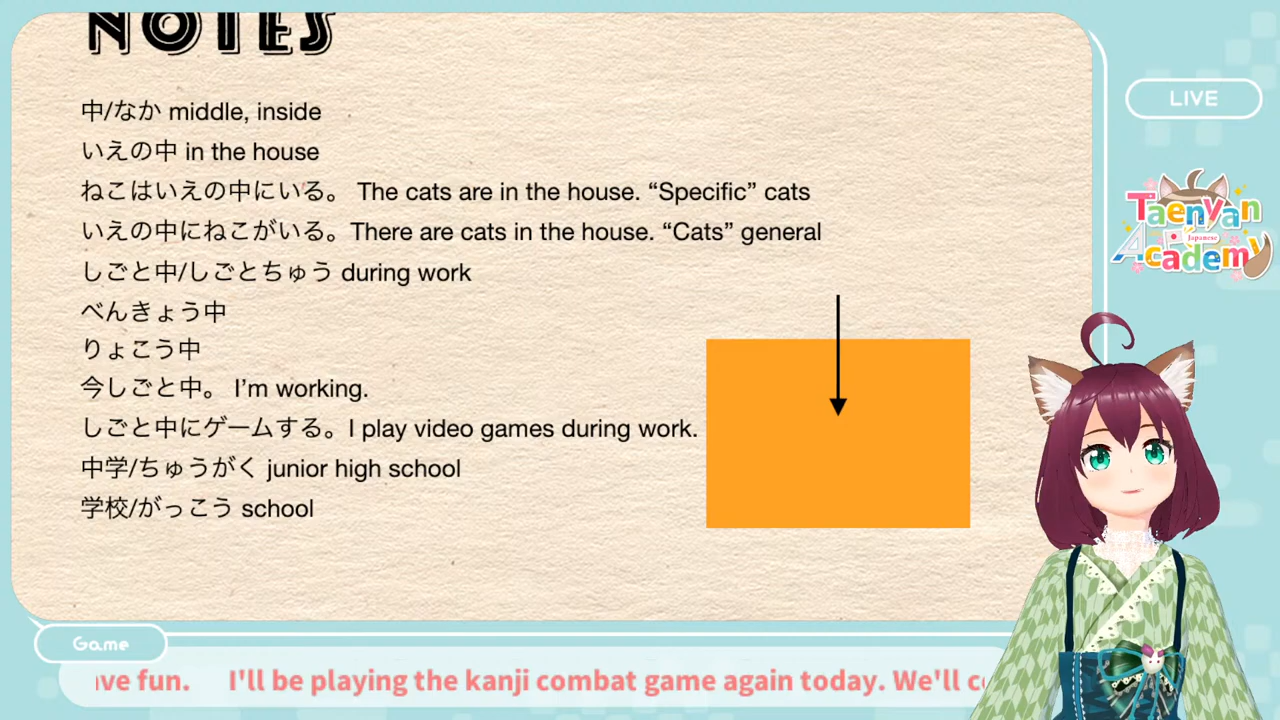 NOTES
中/なか middle, inside
いえの中 in the house
ねこはいえの中にいる。 The cats are in the house. “Specific” cats
いえの中にねこがいる。There are cats in the house. “Cats” general
しごと中/しごとちゅう during work
べんきょう中
りょこう中
今しごと中。 I’m working.
しごと中にゲームする。I play video games during work.
中学/ちゅうがく junior high school
学校/がっこう school
LIVE
Taenyan
Japanese
Academy
Game
fun. I'll be playing the kanji combat game again today. We'll